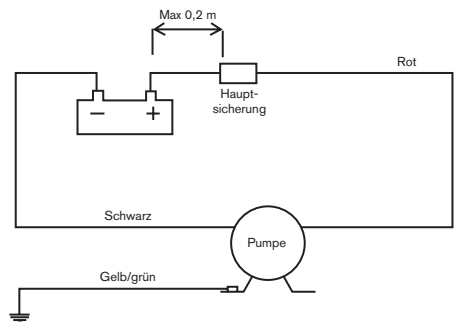 Max 0,2 m
Rot
Haupt-
sicherung
− +
Schwarz
Pumpe
Gelb/grün